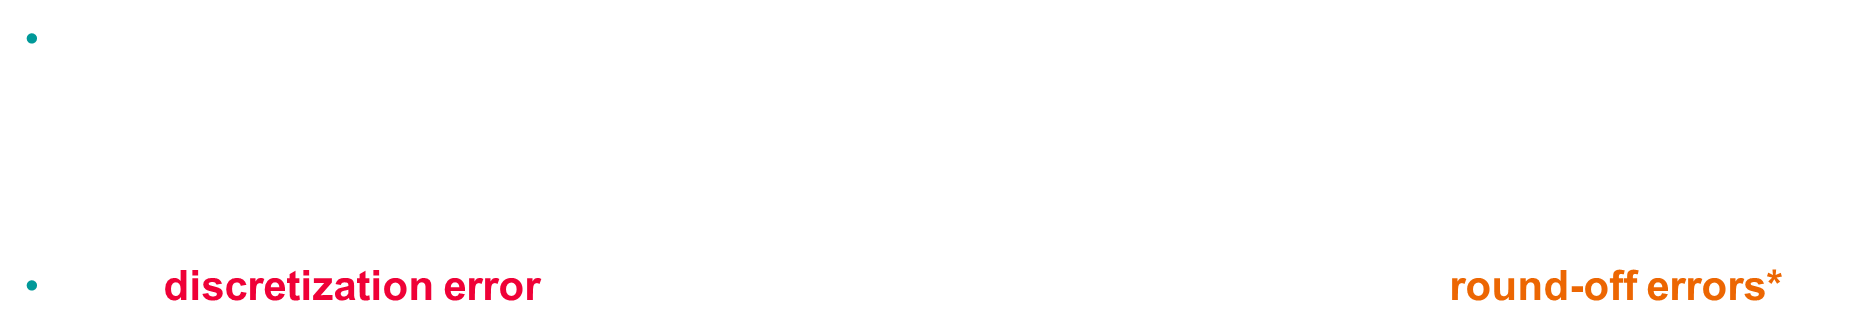 •
• discretization error round-off errors*